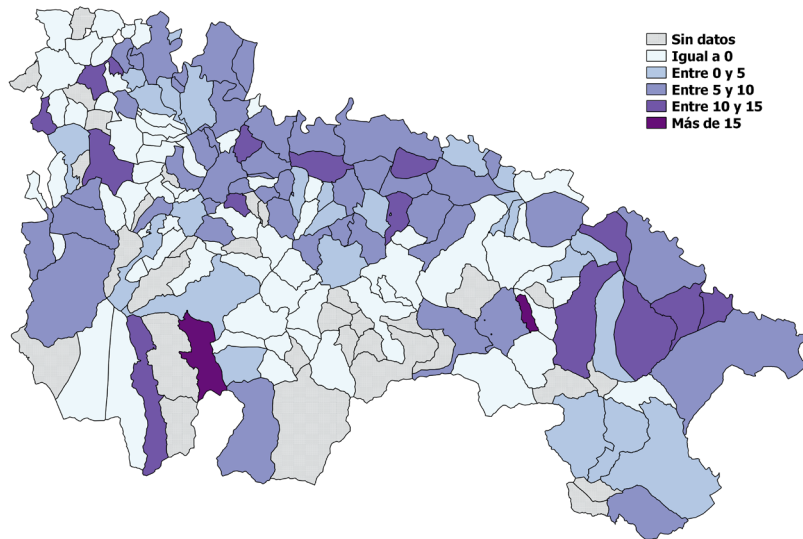 Sin datos
Igual a 0
Entre 0 y 5
Entre 5 y 10
Entre 10 y 15
Más de 15